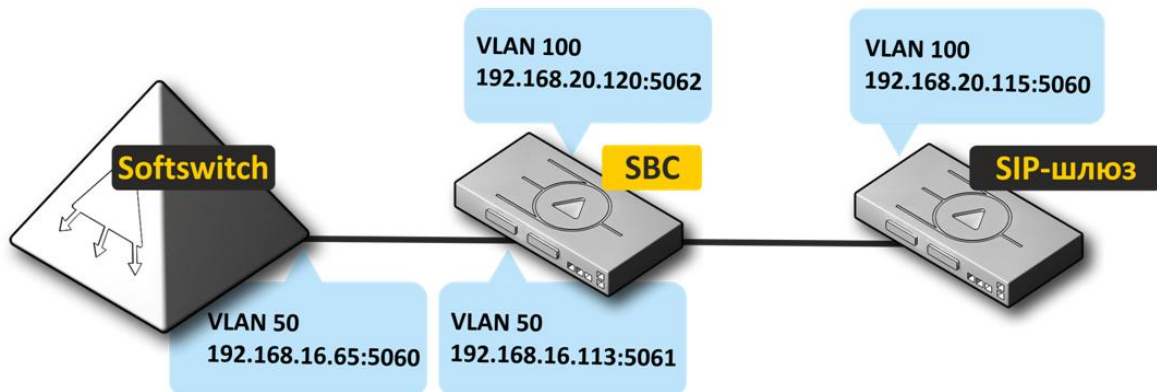 VLAN 100
192.168.20.120:5062
VLAN 100
192.168.20.115:5060
Softswitch
SBC
SIP-шлюз
VLAN 50
192.168.16.65:5060
VLAN 50
192.168.16.113:5061